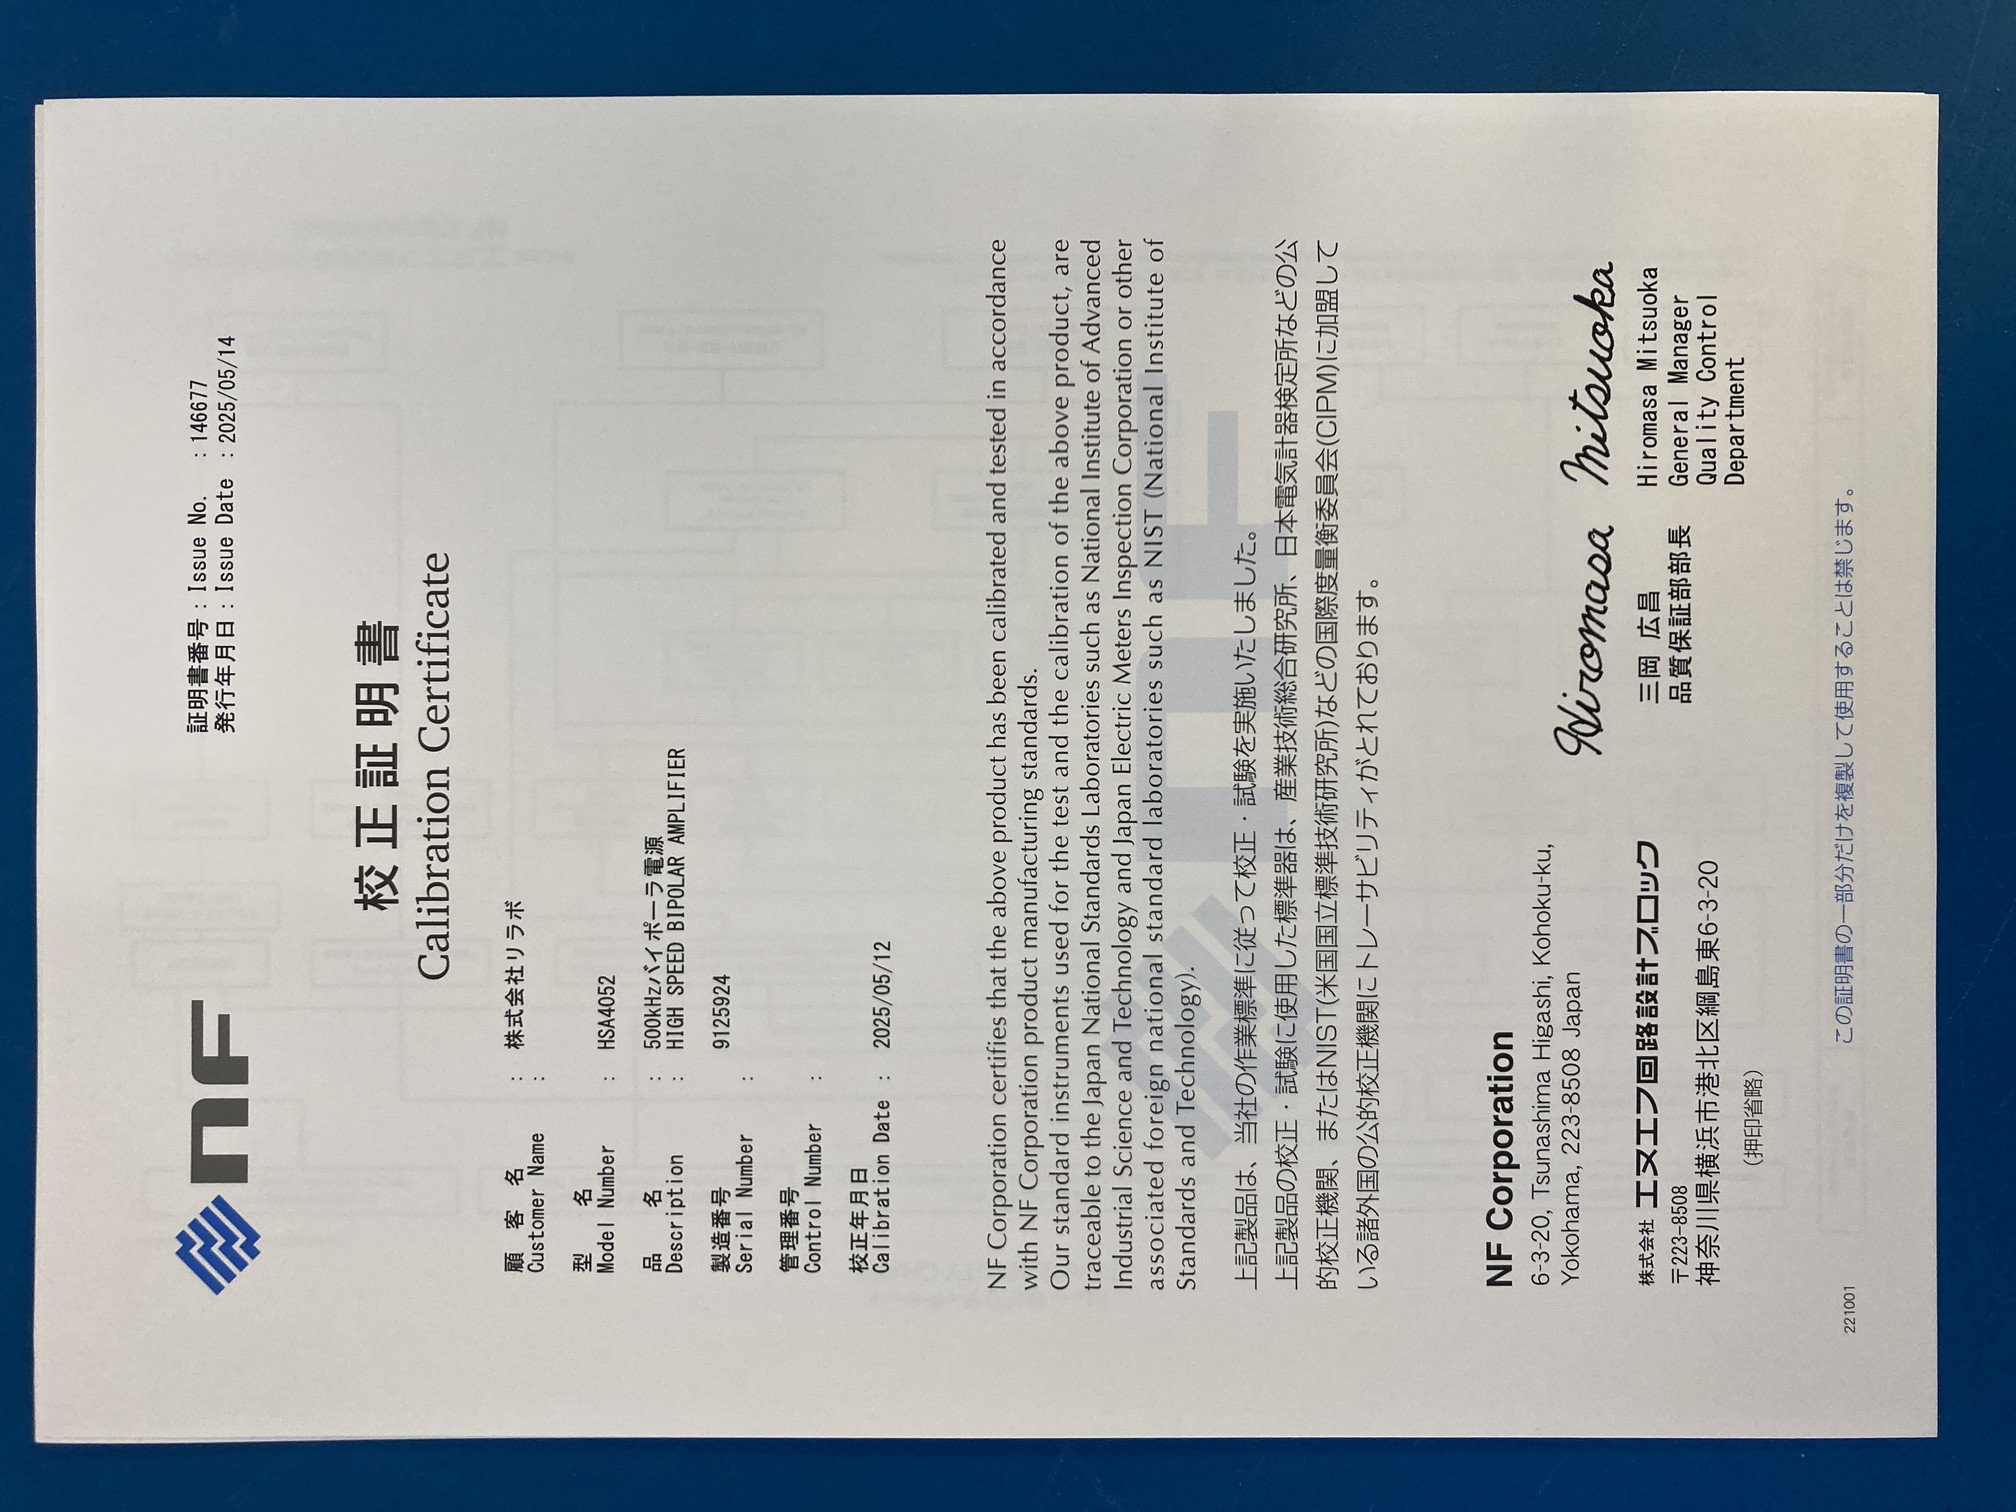 nF
証明書番号：Issue No. : 146677
発行年月日：Issue Date : 2025/05/14
校正証明書
Calibration Certificate
顧 客 名 : 株式会社リラボ
Customer Name :
型 名
Model Number : HSA4052
品 名 : 500kHzバイポーラ電源
Description : HIGH SPEED BIPOLAR AMPLIFIER
製造番号 9125924
Serial Number :
管理番号
Control Number :
校正年月日
Calibration Date : 2025/05/12
NF Corporation certifies that the above product has been calibrated and tested in accordance
with NF Corporation product manufacturing standards.
Our standard instruments used for the test and the calibration of the above product, are
traceable to the Japan National Standards Laboratories such as National Institute of Advanced
Industrial Science and Technology and Japan Electric Meters Inspection Corporation or other
associated foreign national standard laboratories such as NIST (National Institute of
Standards and Technology).
上記製品は、当社の作業標準に従って校正・試験を実施いたしました。
上記製品の校正・試験に使用した標準器は、産業技術総合研究所、日本電気計器検定所などの公
的校正機関、またはNIST(米国国立標準技術研究所)などの国際度量衡委員会(CIPM)に加盟して
いる諸外国の公的校正機関にトレーサビリティがとれております。
NF Corporation
6-3-20, Tsunashima Higashi, Kohoku-ku,
Yokohama, 223-8508 Japan
株式会社 エヌエフ回路設計ブロック
〒223-8508
神奈川県横浜市港北区綱島東6-3-20
（押印省略）
Hiromasa Mitsuoka
三岡 広昌
品質保証部部長
Hiromasa Mitsuoka
General Manager
Quality Control
Department
221001
この証明書の一部分だけを複製して使用することは禁じます。